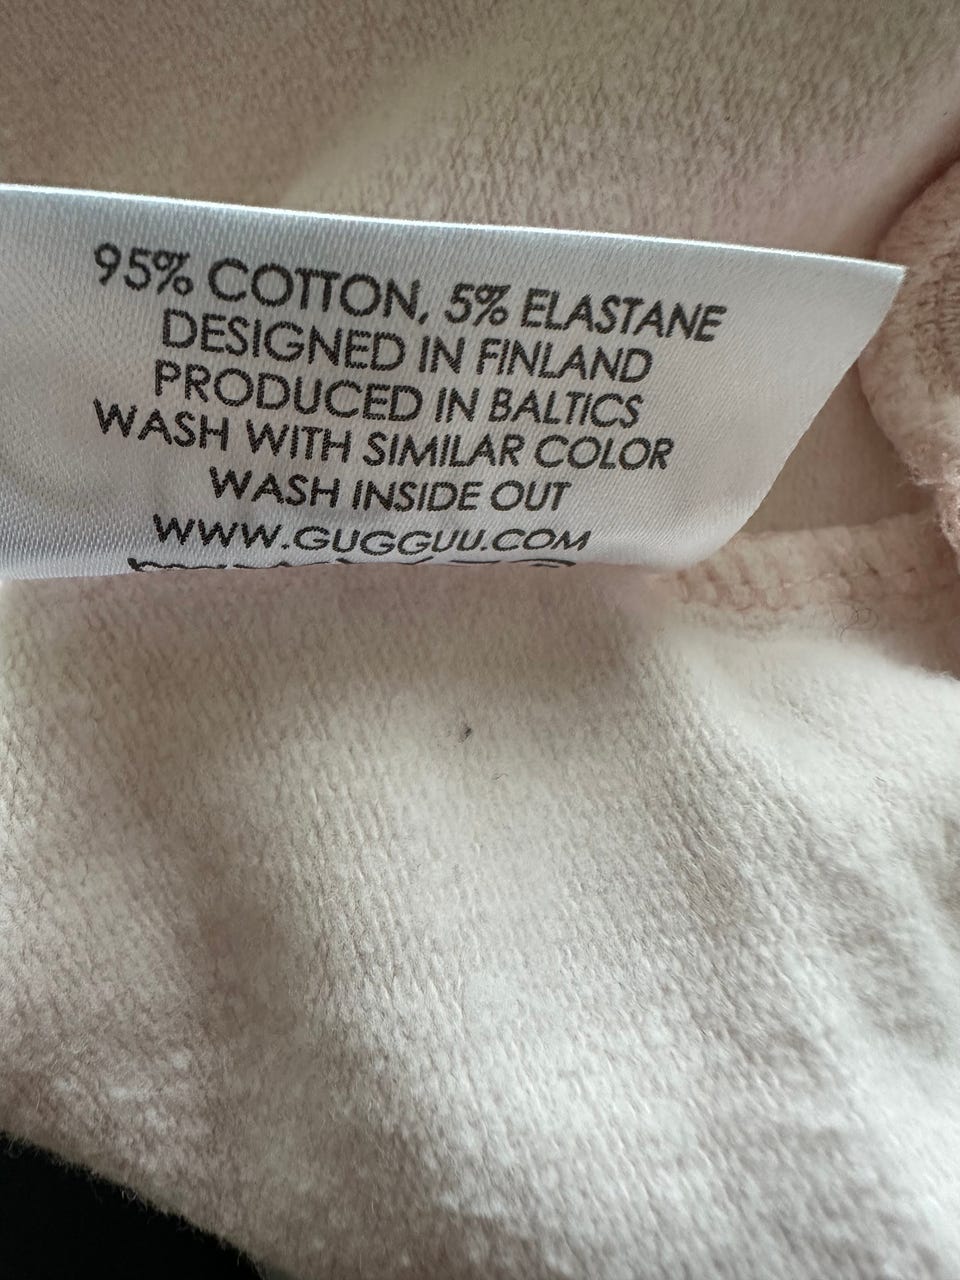 95% COTTON, 5% ELASTANE
DESIGNED IN FINLAND
PRODUCED IN BALTICS
WASH WITH SIMILAR COLOR
WASH INSIDE OUT
WWW.GUGGUU.COM